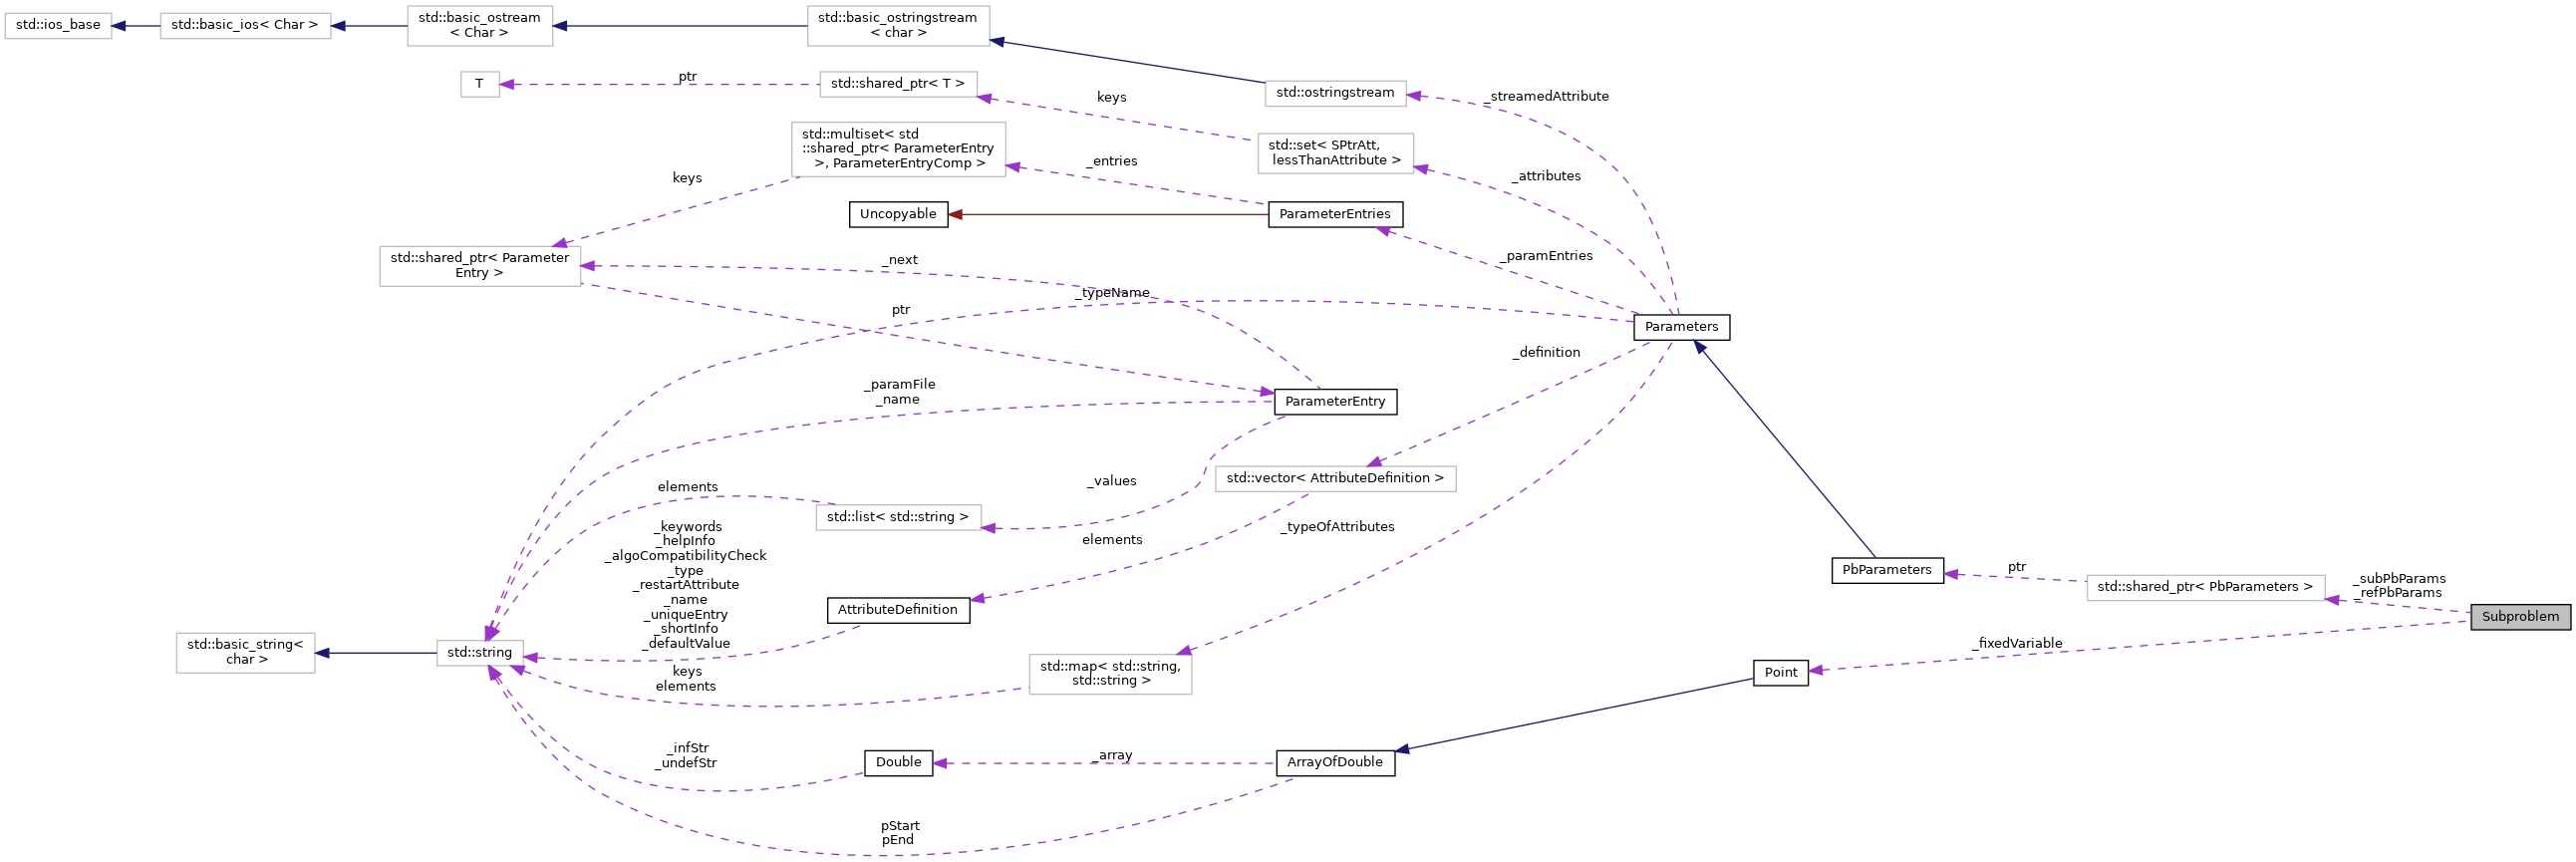 std::ios_base
std::basic_ios< Char >
std::basic_ostream
< Char >
std::basic_ostringstream
< char >
T
ptr
std::shared_ptr< T >
keys
std::ostringstream
_streamedAttribute
std::multiset< std
::shared_ptr< ParameterEntry
>, ParameterEntryComp >
_entries
std::set< SPtrAtt,
lessThanAttribute >
_attributes
keys
Uncopyable
ParameterEntries
_paramEntries
std::shared_ptr< Parameter
Entry >
_next
_typeName
ptr
Parameters
_definition
_paramFile
_name
ParameterEntry
_values
std::vector< AttributeDefinition >
elements
std::list< std::string >
_typeOfAttributes
elements
_keywords
_helpInfo
_algoCompatibilityCheck
_type
_restartAttribute
_name
_uniqueEntry
_shortInfo
_defaultValue
AttributeDefinition
PbParameters
ptr
std::shared_ptr< PbParameters >
_subPbParams
_refPbParams
Subproblem
_fixedVariable
std::basic_string<
char >
std::string
keys
elements
std::map< std::string,
std::string >
Point
_infStr
_undefStr
Double
_array
ArrayOfDouble
pStart
pEnd